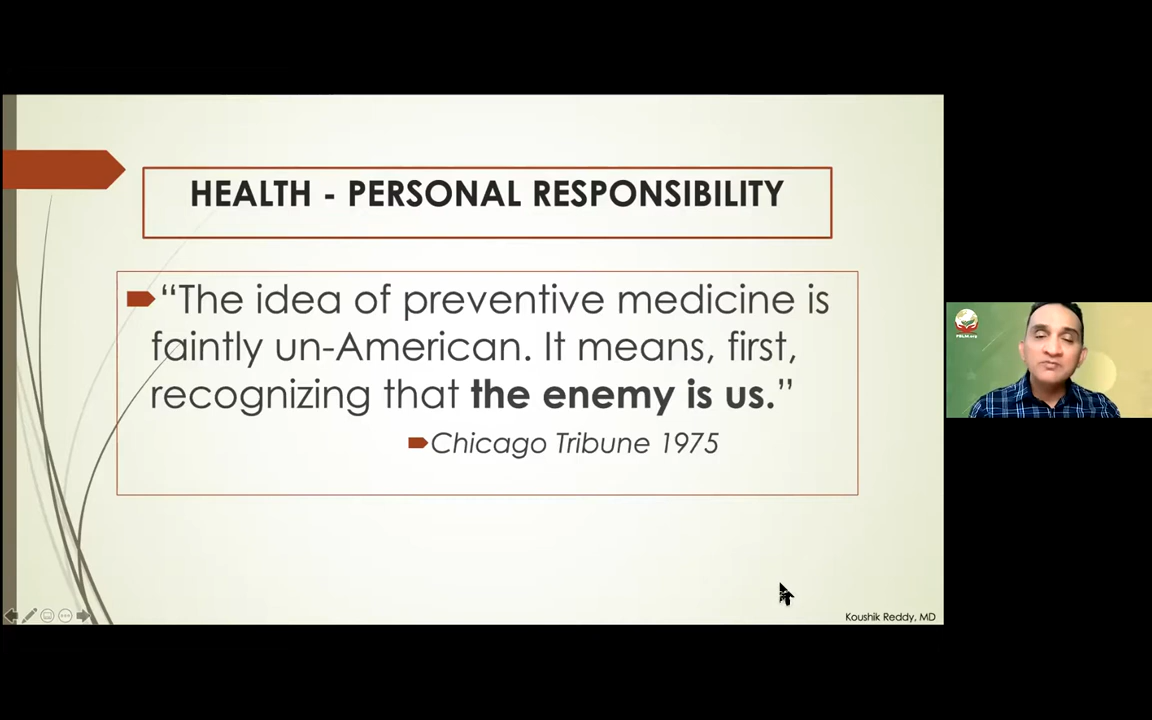 HEALTH - PERSONAL RESPONSIBILITY
“The idea of preventive medicine is
faintly un-American. It means, first,
recognizing that the enemy is us.”
Chicago Tribune 1975
Koushik Reddy, MD